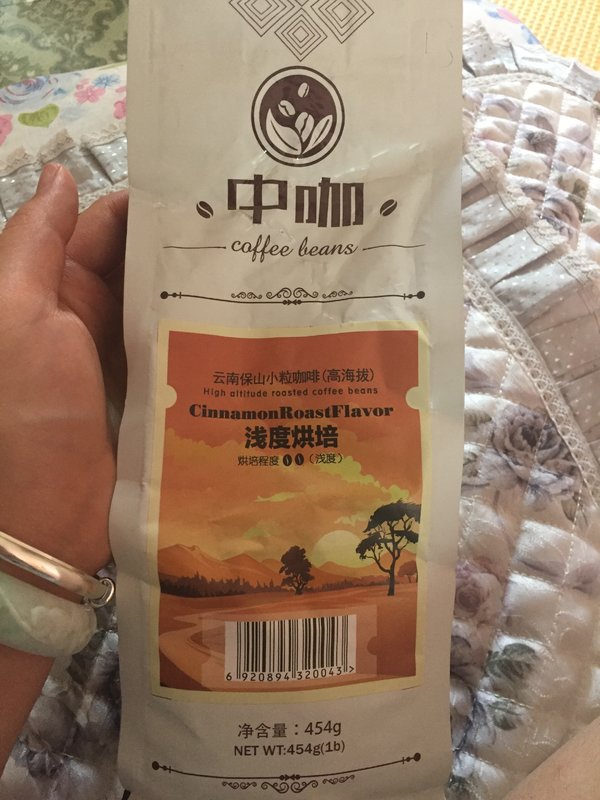 中咖
coffee beans
云南保山小粒咖啡(高海拔)
High altitude roasted coffee beans
CinnamonRoastFlavor
浅度烘培
烘培程度 (浅度)
6 920894 320043 >
净含量：454g
NET WT:454g(1b)